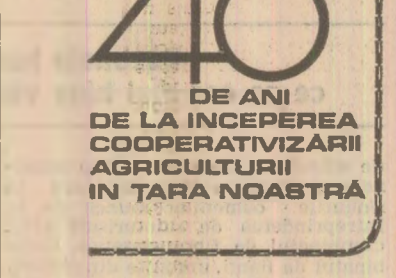 40
DE ANI
DE LA INCEPEREA
COOPERATIVIZĂRII
AGRICULTURII
IN ȚARA NOASTRĂ